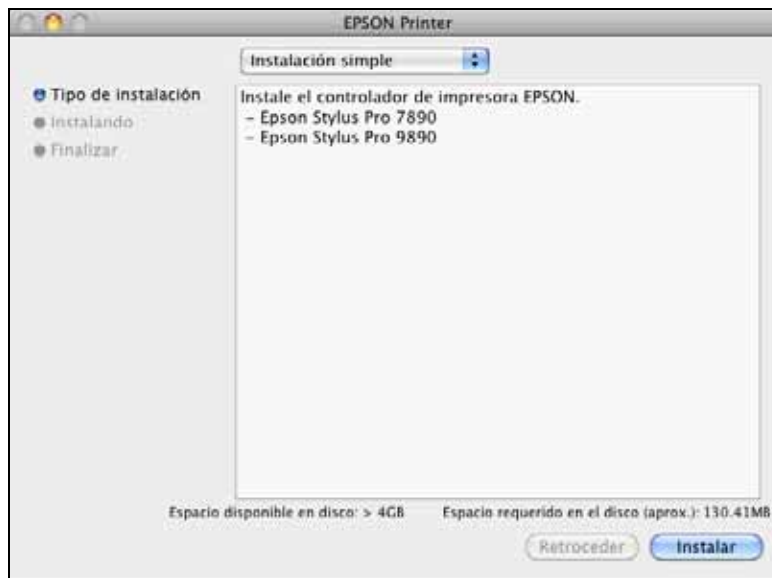 EPSON Printer
Instalación simple
Tipo de instalación
Instalando
Finalizar
Instale el controlador de impresora EPSON.
– Epson Stylus Pro 7890
– Epson Stylus Pro 9890
Espacio disponible en disco: > 4GB
Espacio requerido en el disco (aprox.): 130.41MB
Retroceder
Instalar